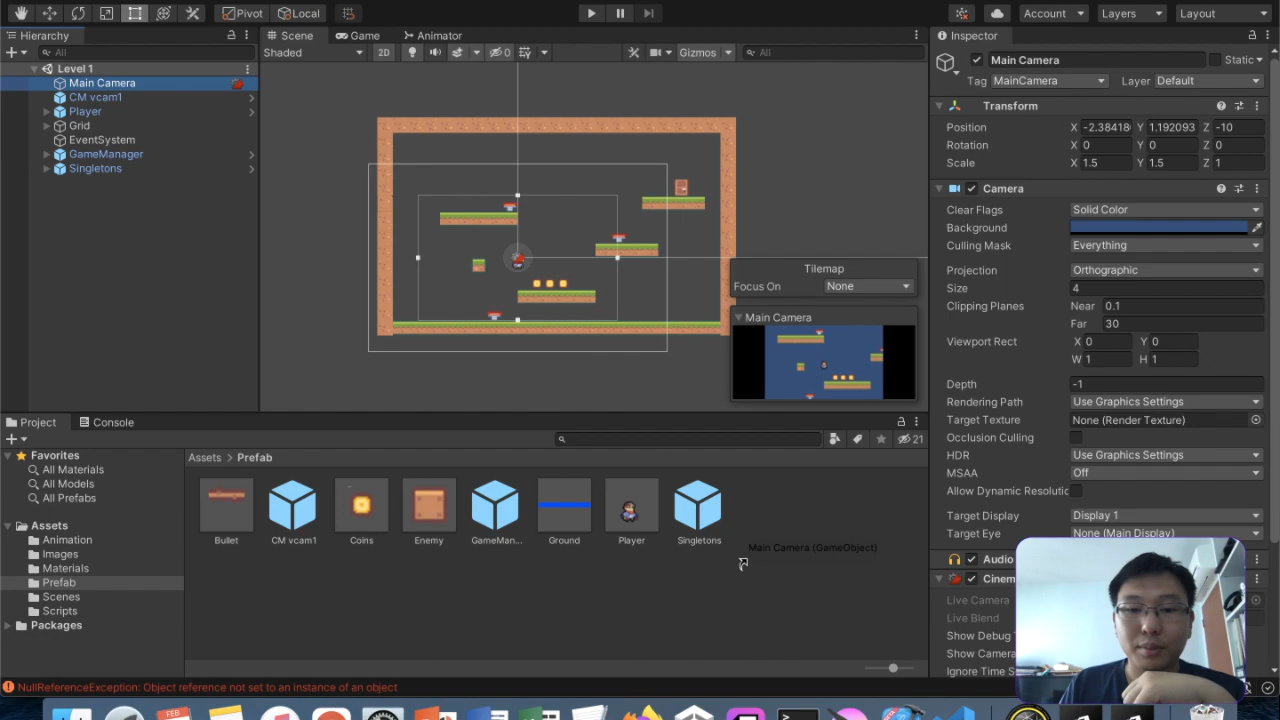 Pivot
Local
Account
Layers
Layout
Hierarchy
Scene
Game
Animator
Inspector
All
Shaded
2D
0
Gizmos
All
Main Camera
Static
Tag
MainCamera
Layer
Default
Level 1
Main Camera
CM vcam1
Player
Grid
EventSystem
GameManager
Singletons
Transform
Position
X
-2.384186
Y
1.192093
Z
-10
Rotation
X
0
Y
0
Z
0
Scale
X
1.5
Y
1.5
Z
1
Camera
Clear Flags
Solid Color
Background
Culling Mask
Everything
Projection
Orthographic
Size
4
Clipping Planes
Near
0.1
Far
30
Viewport Rect
X
0
Y
0
W
1
H
1
Depth
-1
Rendering Path
Use Graphics Settings
Target Texture
None (Render Texture)
Occlusion Culling
HDR
Use Graphics Settings
MSAA
Off
Allow Dynamic Resolutic
Target Display
Display 1
Target Eye
None (Main Display)
Audio
Cinem
Live Camera
Live Blend
Show Debug
Show Camera
Ignore Time S
Tilemap
Focus On
None
Main Camera
Project
Console
21
Favorites
All Materials
All Models
All Prefabs
Assets
Animation
Images
Materials
Prefab
Scenes
Scripts
Packages
Assets > Prefab
Bullet
CM vcam1
Coins
Enemy
GameMan...
Ground
Player
Singletons
Main Camera (GameObject)
NullReferenceException: Object reference not set to an instance of an object
FEB